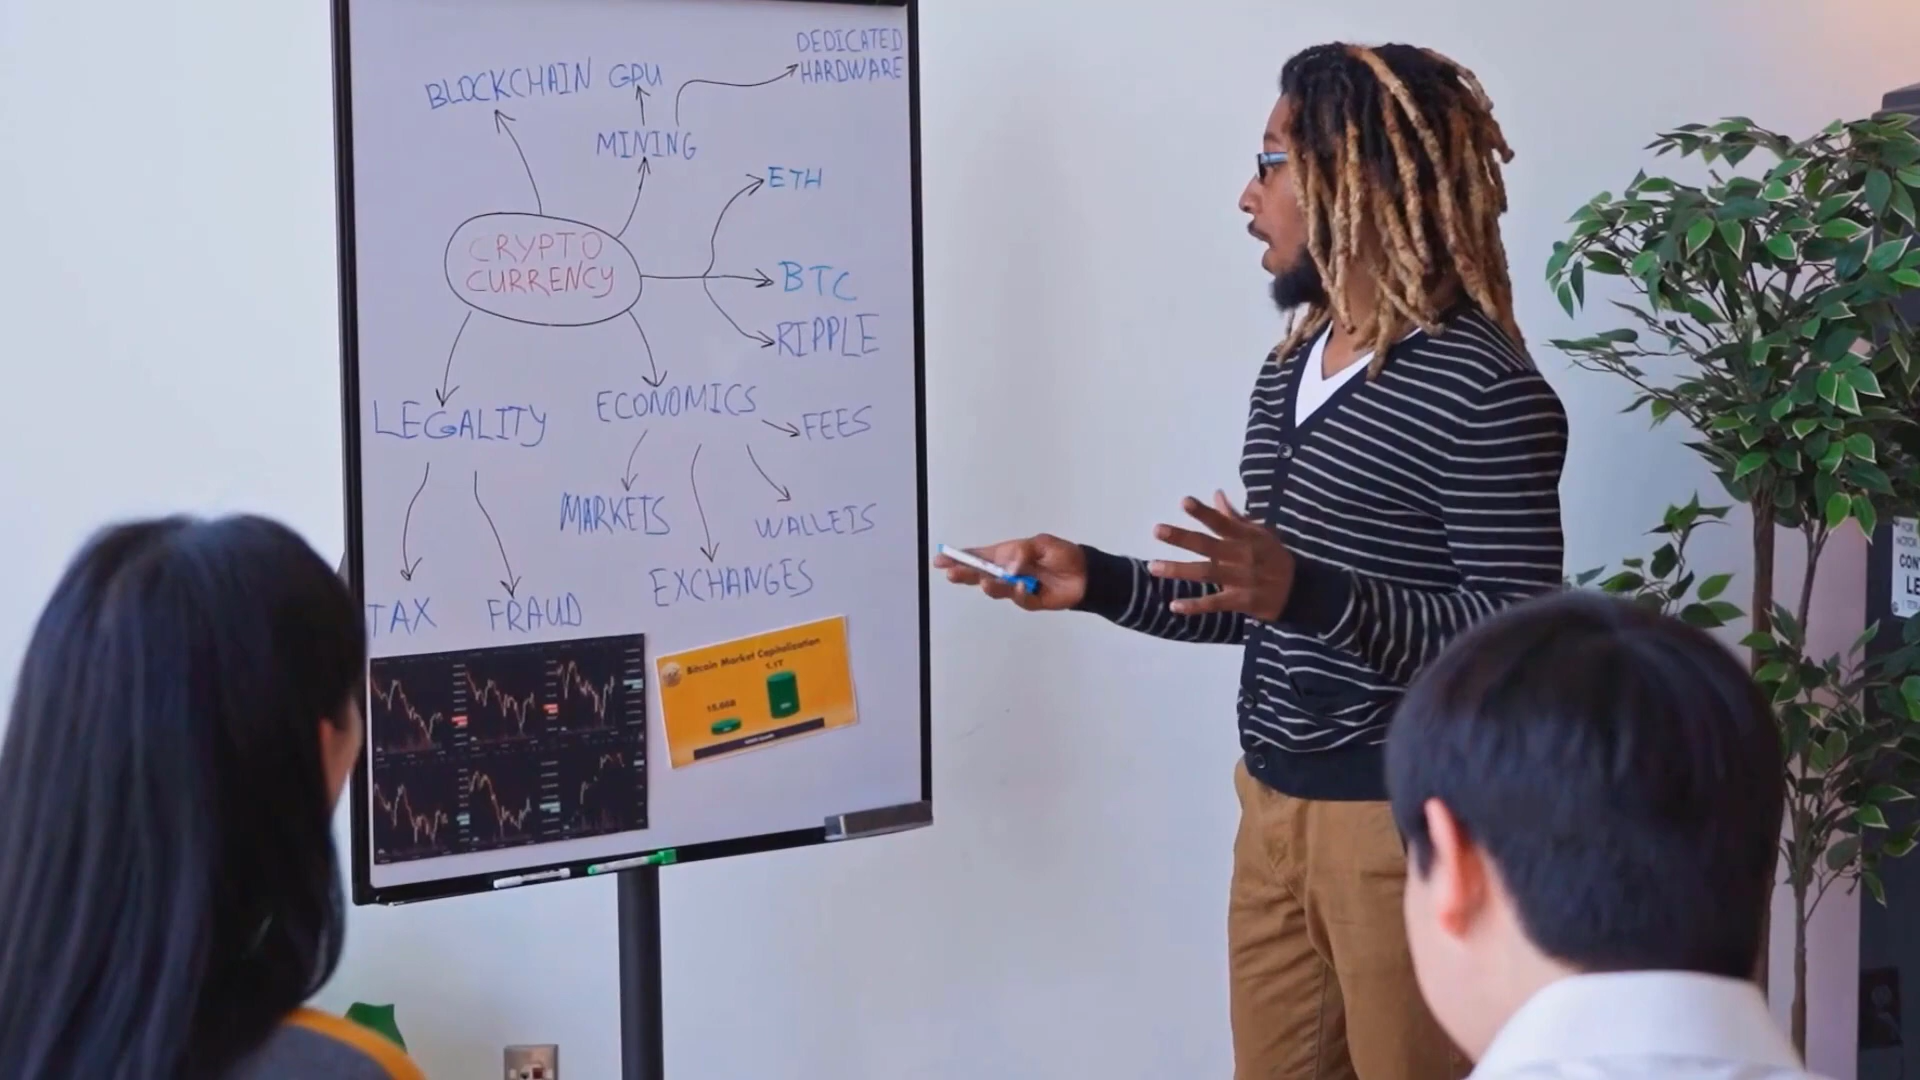 DEDICATED
HARDWARE
BLOCKCHAIN
GPU
MINING
ETH
CRYPTO
CURRENCY
BTC
RIPPLE
LEGALITY
ECONOMICS
FEES
MARKETS
WALLETS
EXCHANGES
TAX
FRAUD
Bitcoin Market Capitalization
1.1T
15.60B